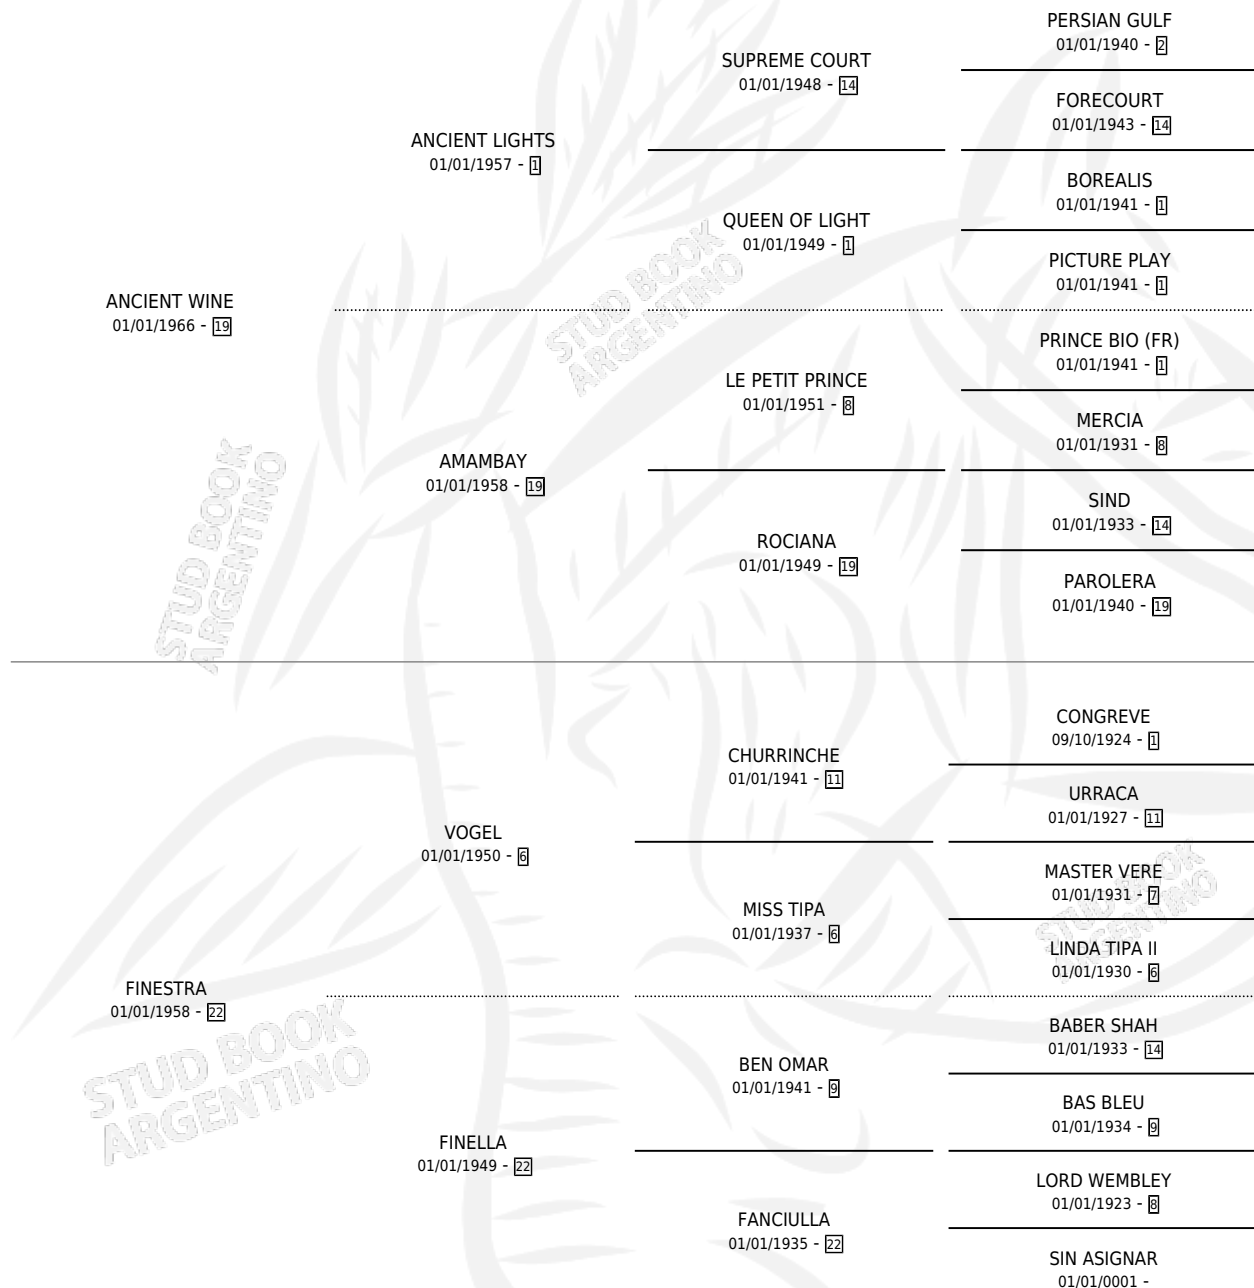 PERSIAN GULF
01/01/1940 - 2
SUPREME COURT
01/01/1948 - 14
FORECOURT
01/01/1943 - 14
ANCIENT LIGHTS
01/01/1957 - 1
BOREALIS
01/01/1941 - 1
QUEEN OF LIGHT
01/01/1949 - 1
PICTURE PLAY
01/01/1941 - 1
ANCIENT WINE
01/01/1966 - 19
PRINCE BIO (FR)
01/01/1941 - 1
LE PETIT PRINCE
01/01/1951 - 8
MERCIA
01/01/1931 - 8
AMAMBAY
01/01/1958 - 19
SIND
01/01/1933 - 14
ROCIANA
01/01/1949 - 19
PAROLERA
01/01/1940 - 19
CONGREVE
09/10/1924 - 1
CHURRINCHE
01/01/1941 - 11
URRACA
01/01/1927 - 11
VOGEL
01/01/1950 - 6
MASTER VERE
01/01/1931 - 7
MISS TIPA
01/01/1937 - 6
LINDA TIPA II
01/01/1930 - 6
FINESTRA
01/01/1958 - 22
BABER SHAH
01/01/1933 - 14
BEN OMAR
01/01/1941 - 9
BAS BLEU
01/01/1934 - 9
FINELLA
01/01/1949 - 22
LORD WEMBLEY
01/01/1923 - 8
FANCIULLA
01/01/1935 - 22
SIN ASIGNAR
01/01/0001 -
STUD BOOK
ARGENTINO
STUD BOOK
ARGENTINO
STUD BOOK
ARGENTINO
STUD BOOK
ARGENTINO